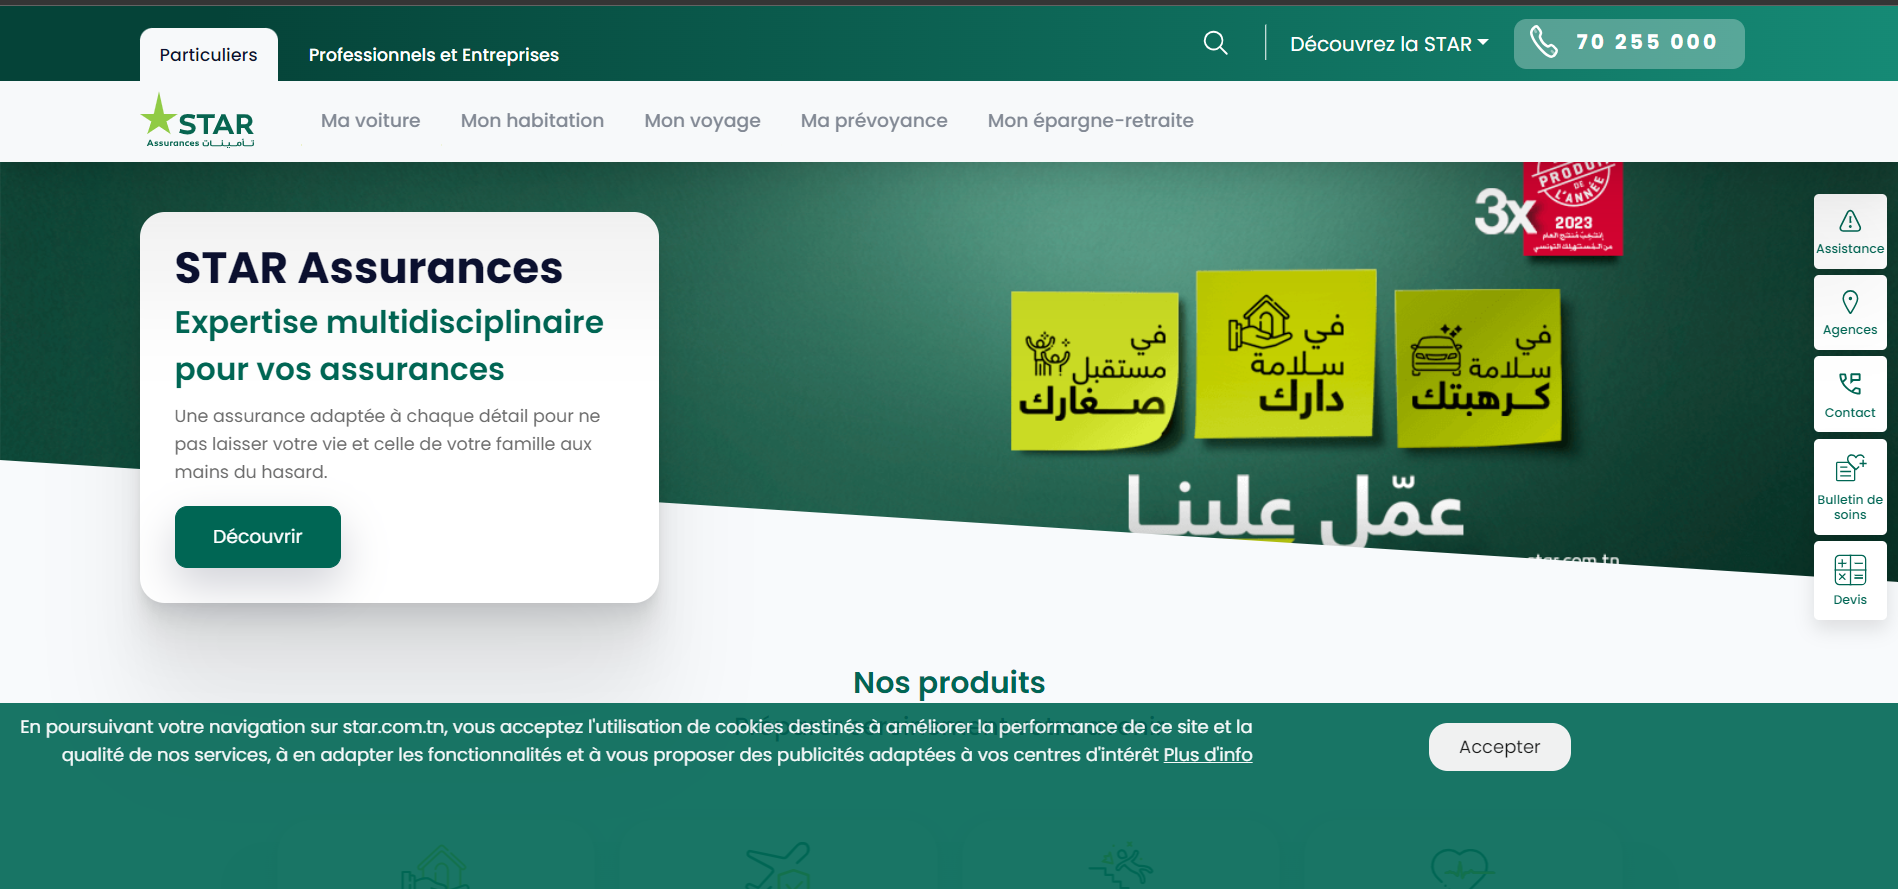 Particuliers
Professionnels et Entreprises
Découvrez la STAR
70 255 000
STAR
Assurances تأمينات
Ma voiture
Mon habitation
Mon voyage
Ma prévoyance
Mon épargne-retraite
STAR Assurances
Expertise multidisciplinaire
pour vos assurances
Une assurance adaptée à chaque détail pour ne
pas laisser votre vie et celle de votre famille aux
mains du hasard.
Découvrir
3x
PRODUIT
DE
L'ANNÉE
2023
إنتخب منتج العام
من المستهلك التونسي
في
مستقبل
صغارك
في
سلامة
دارك
في
سلامة
كرهبتك
عمّل علينا
star.com.tn
Assistance
Agences
Contact
Bulletin de
soins
Devis
Nos produits
En poursuivant votre navigation sur star.com.tn, vous acceptez l'utilisation de cookies destinés à améliorer la performance de ce site et la
qualité de nos services, à en adapter les fonctionnalités et à vous proposer des publicités adaptées à vos centres d'intérêt Plus d'info
Accepter